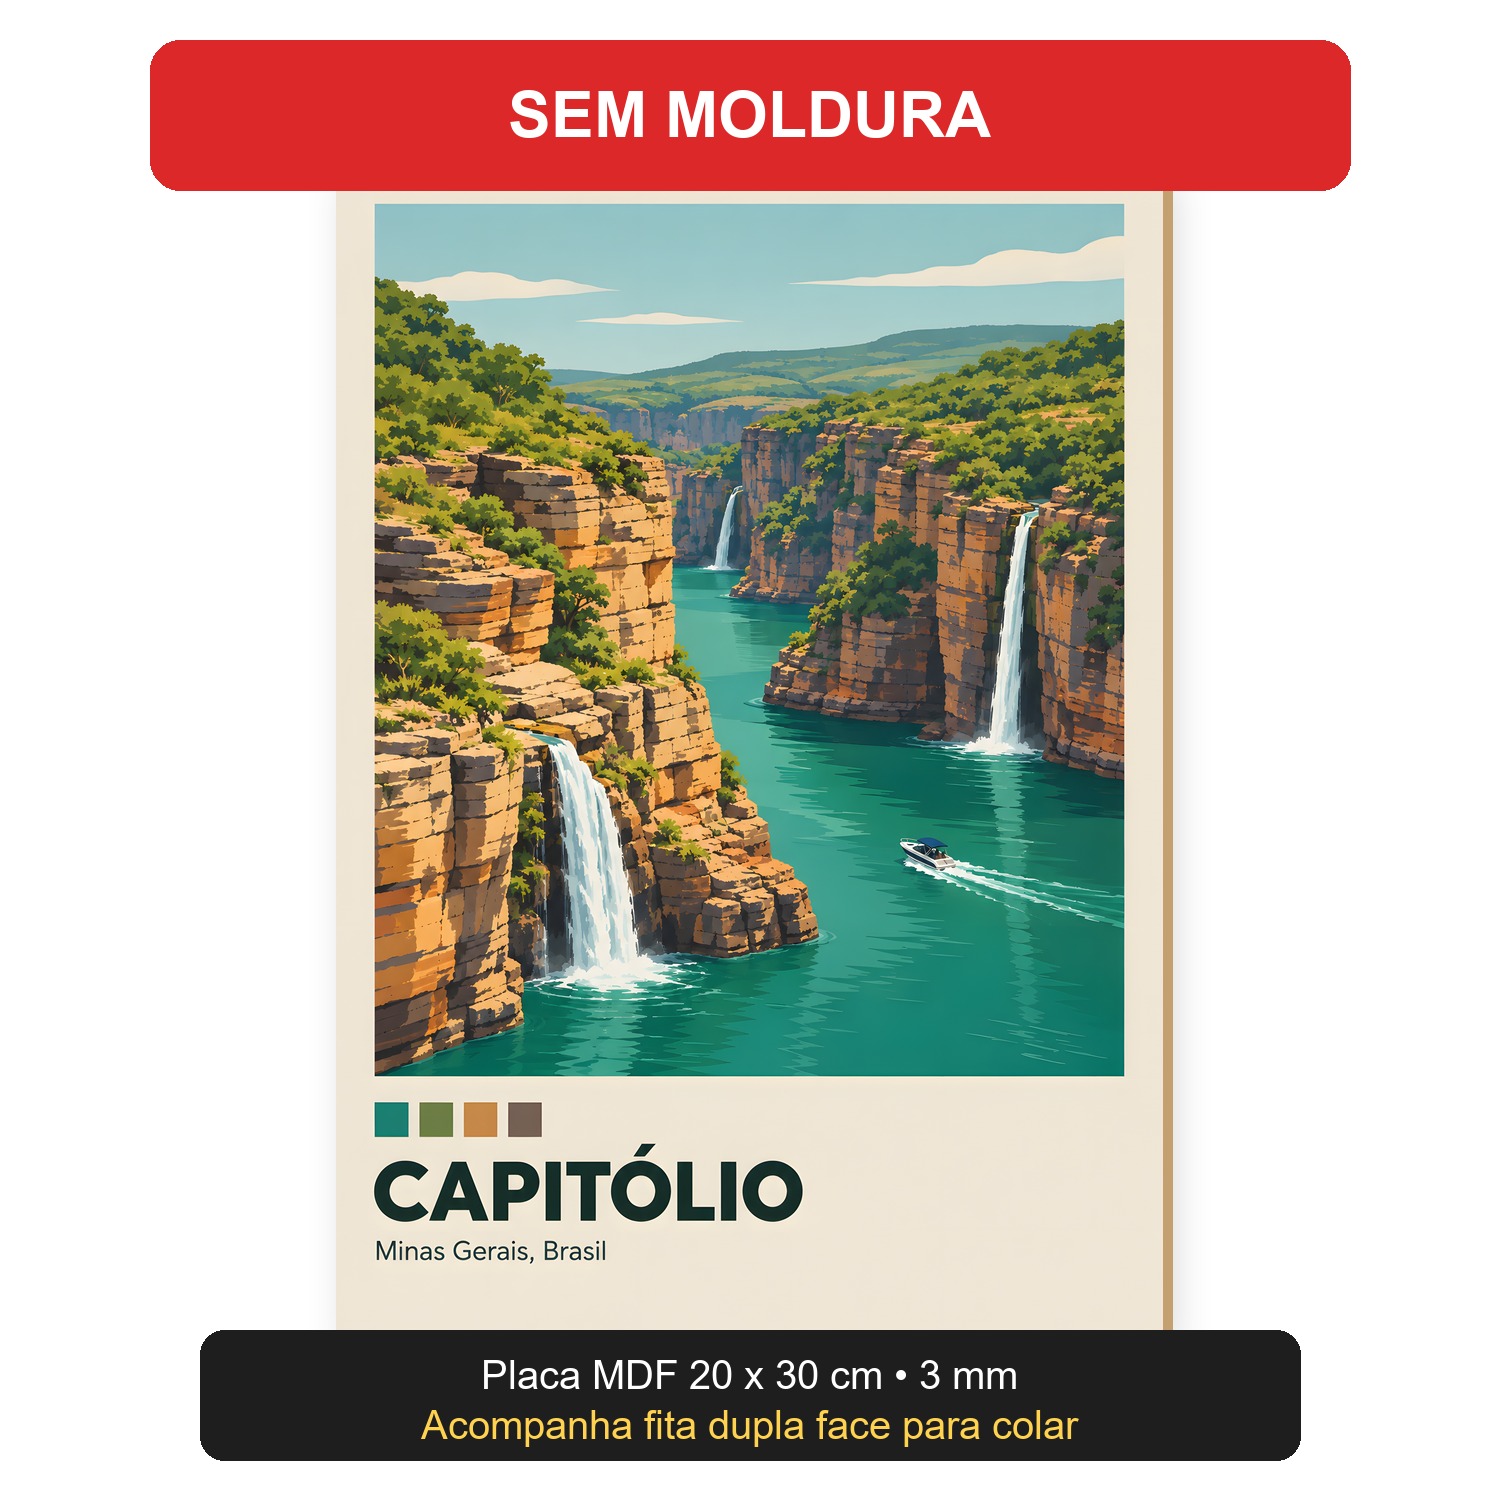 SEM MOLDURA
CAPITÓLIO
Minas Gerais, Brasil
Placa MDF 20 x 30 cm • 3 mm
Acompanha fita dupla face para colar